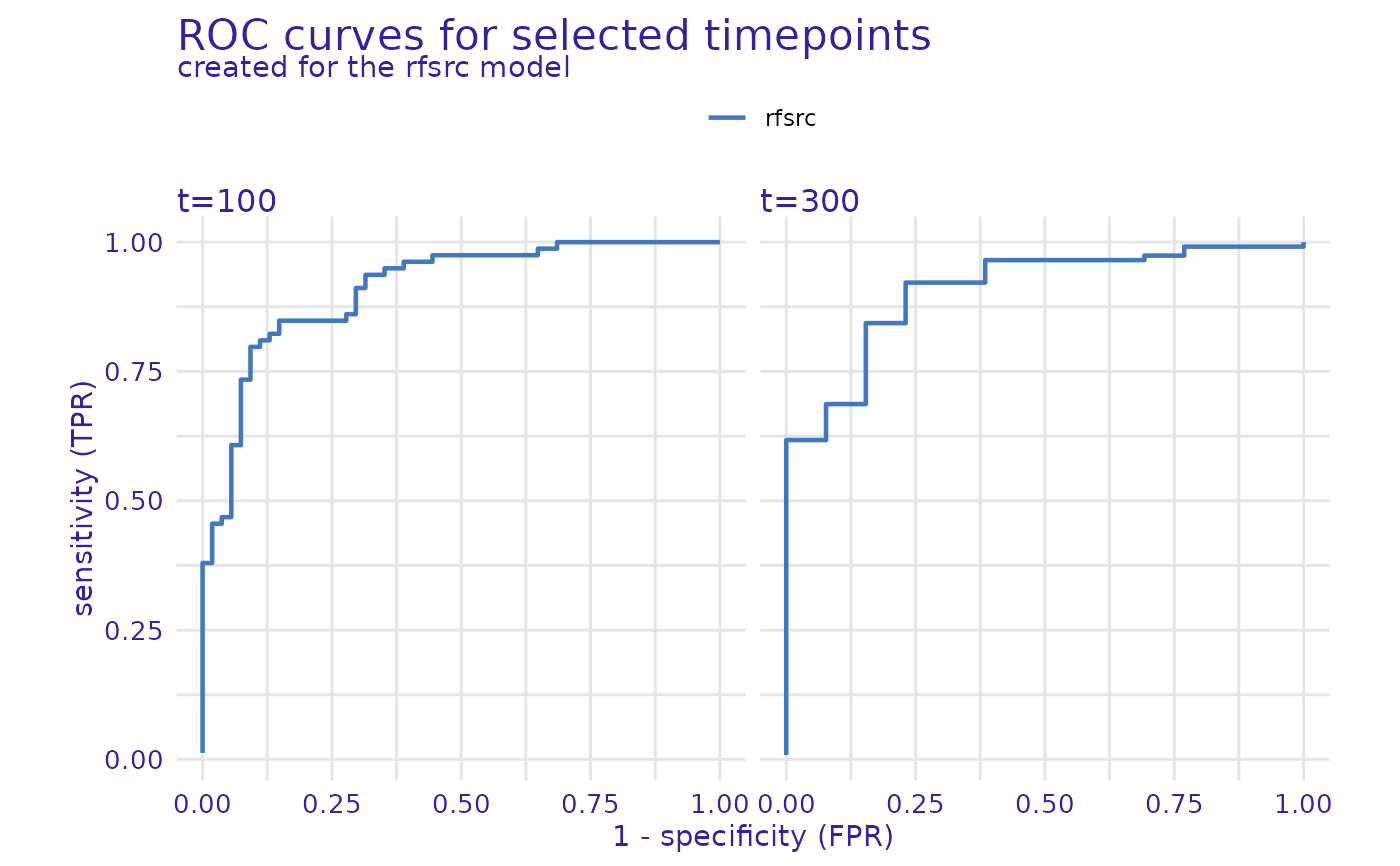 ROC curves for selected timepoints
created for the rfsrc model
rfsrc
t=100
t=300
1.00
0.75
0.50
0.25
0.00
sensitivity (TPR)
0.00 0.25 0.50 0.75 1.00 0.00 0.25 0.50 0.75 1.00
1 - specificity (FPR)